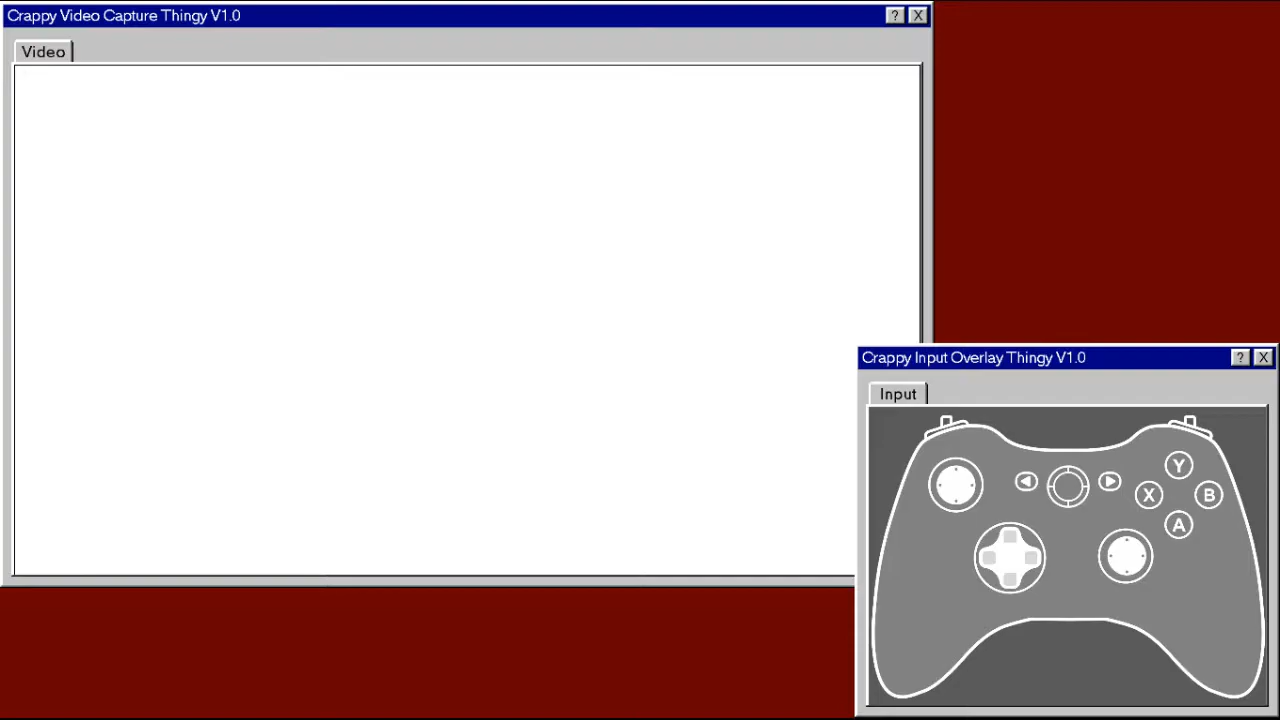 Crappy Video Capture Thingy V1.0
? X
Video
Crappy Input Overlay Thingy V1.0
? X
Input
Y
X B
A